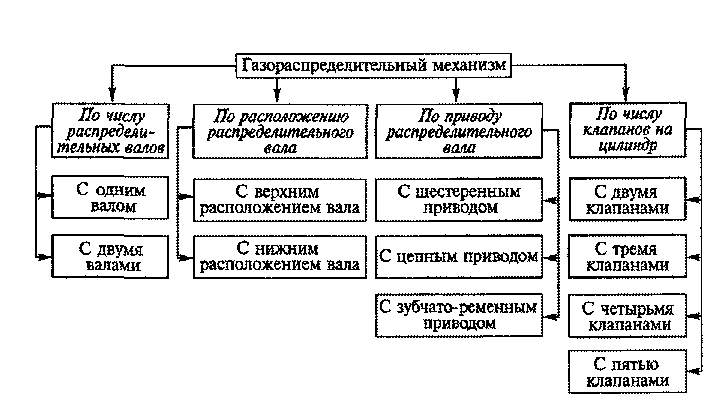 Газораспределительный механизм
По числу
распредели-
тельных валов
По расположению
распределительного
вала
По приводу
распределительного
вала
По числу
клапанов на
цилиндр
С одним
валом
С двумя
валами
С верхним
расположением вала
С нижним
расположением вала
С шестеренным
приводом
С цепным приводом
С зубчато-ременным
приводом
С двумя
клапанами
С тремя
клапанами
С четырьмя
клапанами
С пятью
клапанами